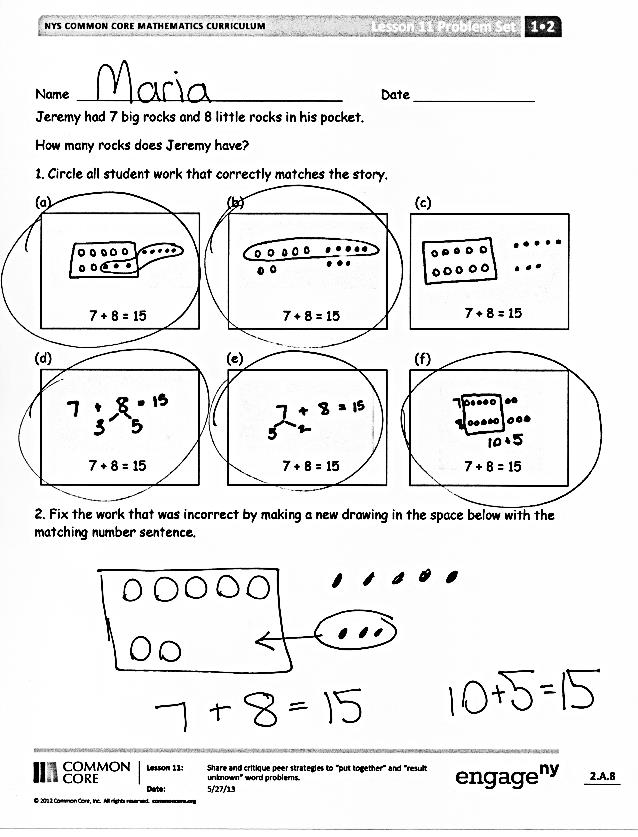 NYS COMMON CORE MATHEMATICS CURRICULUM Lesson 11 Problem Set 1•2
Name Maria Date
Jeremy had 7 big rocks and 8 little rocks in his pocket.
How many rocks does Jeremy have?
1. Circle all student work that correctly matches the story.
(a) (b) (c)
7 + 8 = 15 7 + 8 = 15 7 + 8 = 15
(d) (e) (f)
7 + 8 = 15 7 + 8 = 15 7 8
3 5 5 2 10+5
7 + 8 = 15 7 + 8 = 15 7 + 8 = 15
2. Fix the work that was incorrect by making a new drawing in the space below with the
matching number sentence.
7 + 8 = 15 10+5=15
COMMON CORE
Lesson 11: Share and critique peer strategies to "put together" and "result
unknown" word problems.
Date: 5/27/13
engageny 2.A.8
© 2012 Common Core, Inc. All rights reserved. commoncore.org